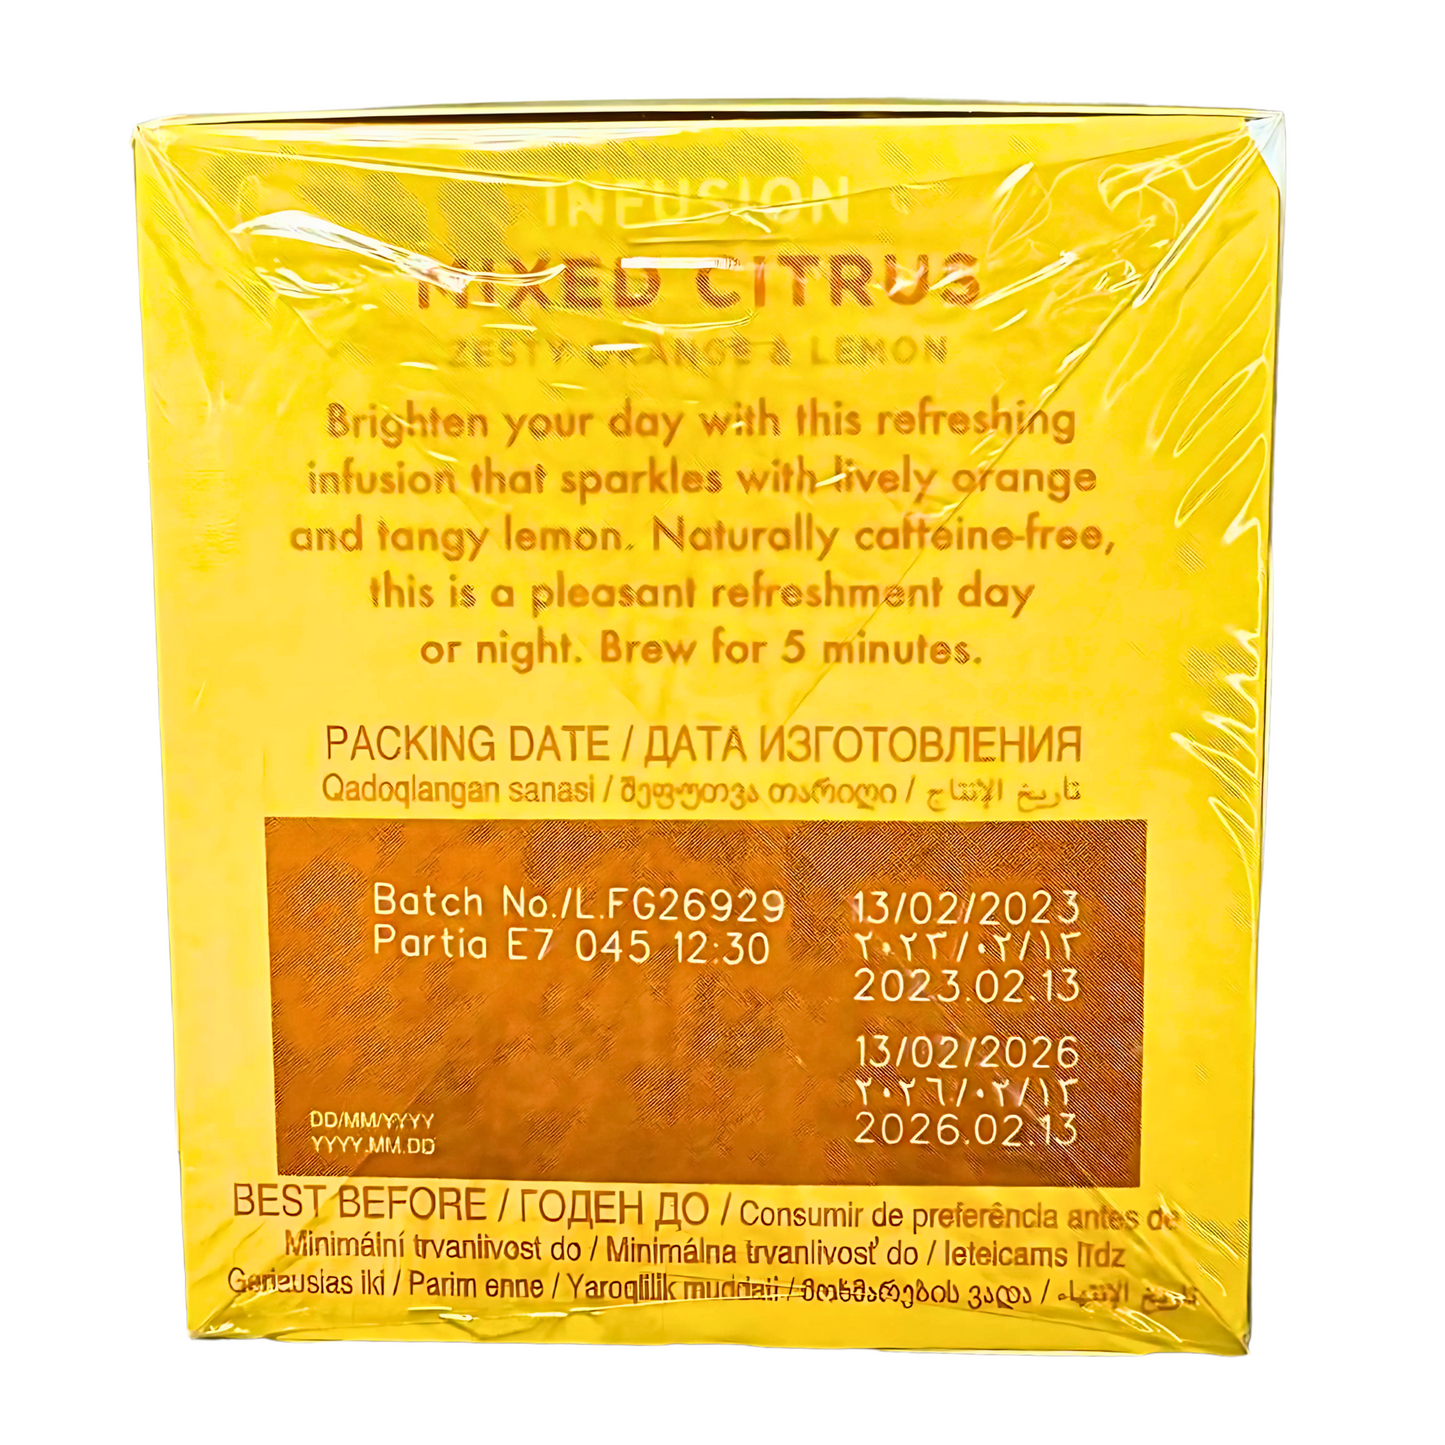 INFUSION
MIXED CITRUS
ZESTY ORANGE & LEMON
Brighten your day with this refreshing
infusion that sparkles with lively orange
and tangy lemon. Naturally caffeine-free,
this is a pleasant refreshment day
or night. Brew for 5 minutes.
PACKING DATE / ДАТА ИЗГОТОВЛЕНИЯ
Qadoqlangan sanasi / შეფუთვა თარიღი / تاريخ الإنتاج
Batch No./L.FG26929
Partia E7 045 12:30
13/02/2023
٢٠٢٣/٠٢/١٣
2023.02.13
13/02/2026
٢٠٢٦/٠٢/١٣
2026.02.13
DD/MM/YYYY
YYYY.MM.DD
BEST BEFORE / ГОДЕН ДО / Consumir de preferência antes de
Minimální trvanlivost do / Minimálna trvanlivosť do / Ieteicams līdz
Geriausias iki / Parim enne / Yaroqlilik muddati / მოხმარების ვადა / تاريخ الإنتهاء